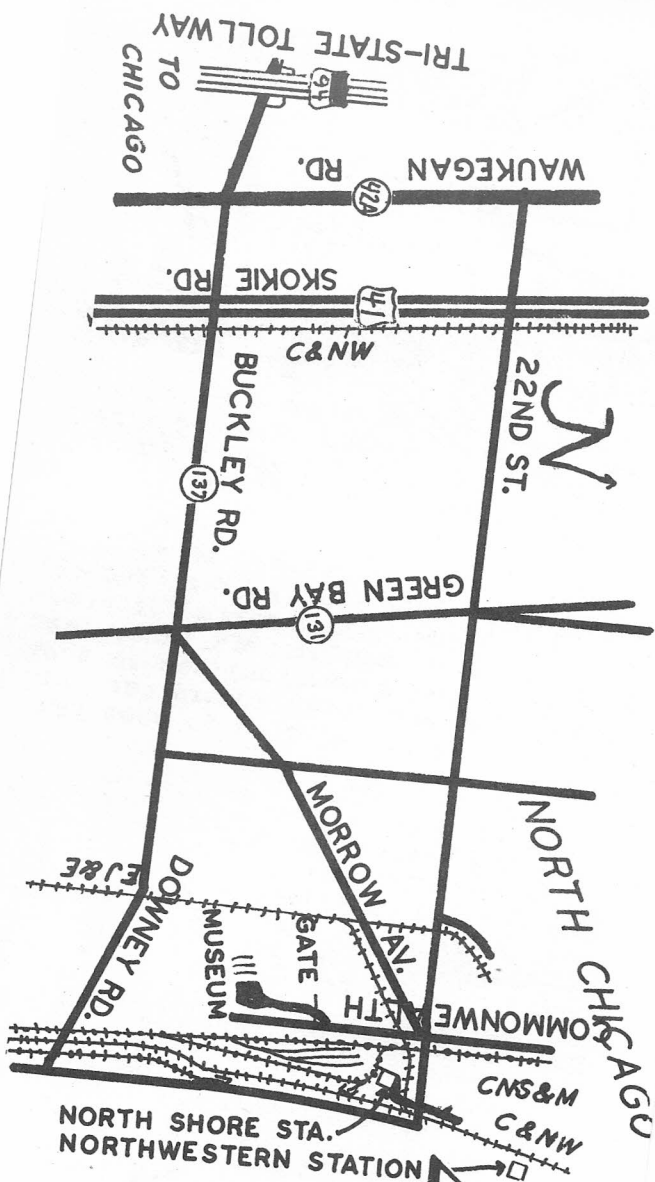 TRI-STATE TOLLWAY
94
TO
CHICAGO
WAUKEGAN RD.
42A
SKOKIE RD.
41
C&NW
22ND ST.
N
BUCKLEY RD.
137
GREEN BAY RD.
131
NORTH CHICAGO
MORROW AV.
EJ&E
DOWNEY RD.
MUSEUM
GATE
OMMONWEALTH
CNS&M
C&NW
NORTH SHORE STA.
NORTHWESTERN STATION